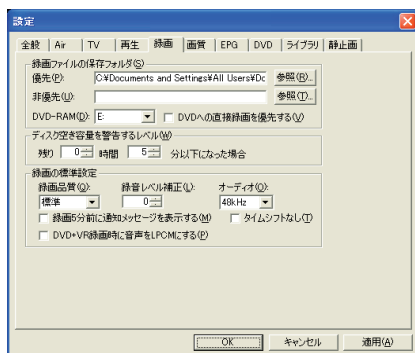 設定
全般 Air TV 再生 録画 画質 EPG DVD ライブラリ 静止画
録画ファイルの保存フォルダ(S)
優先(P): C:¥Documents and Settings¥All Users¥Dc 参照(R)...
非優先(U): 参照(T)...
DVD-RAM(D): E: DVDへの直接録画を優先する(V)
ディスク空き容量を警告するレベル(W)
残り 0 時間 5 分以下になった場合
録画の標準設定
録画品質(Q): 録音レベル補正(L): オーディオ(O):
標準 0 48kHz
録画5分前に通知メッセージを表示する(M) タイムシフトなし(T)
DVD+VR録画時に音声をLPCMにする(P)
OK キャンセル 適用(A)